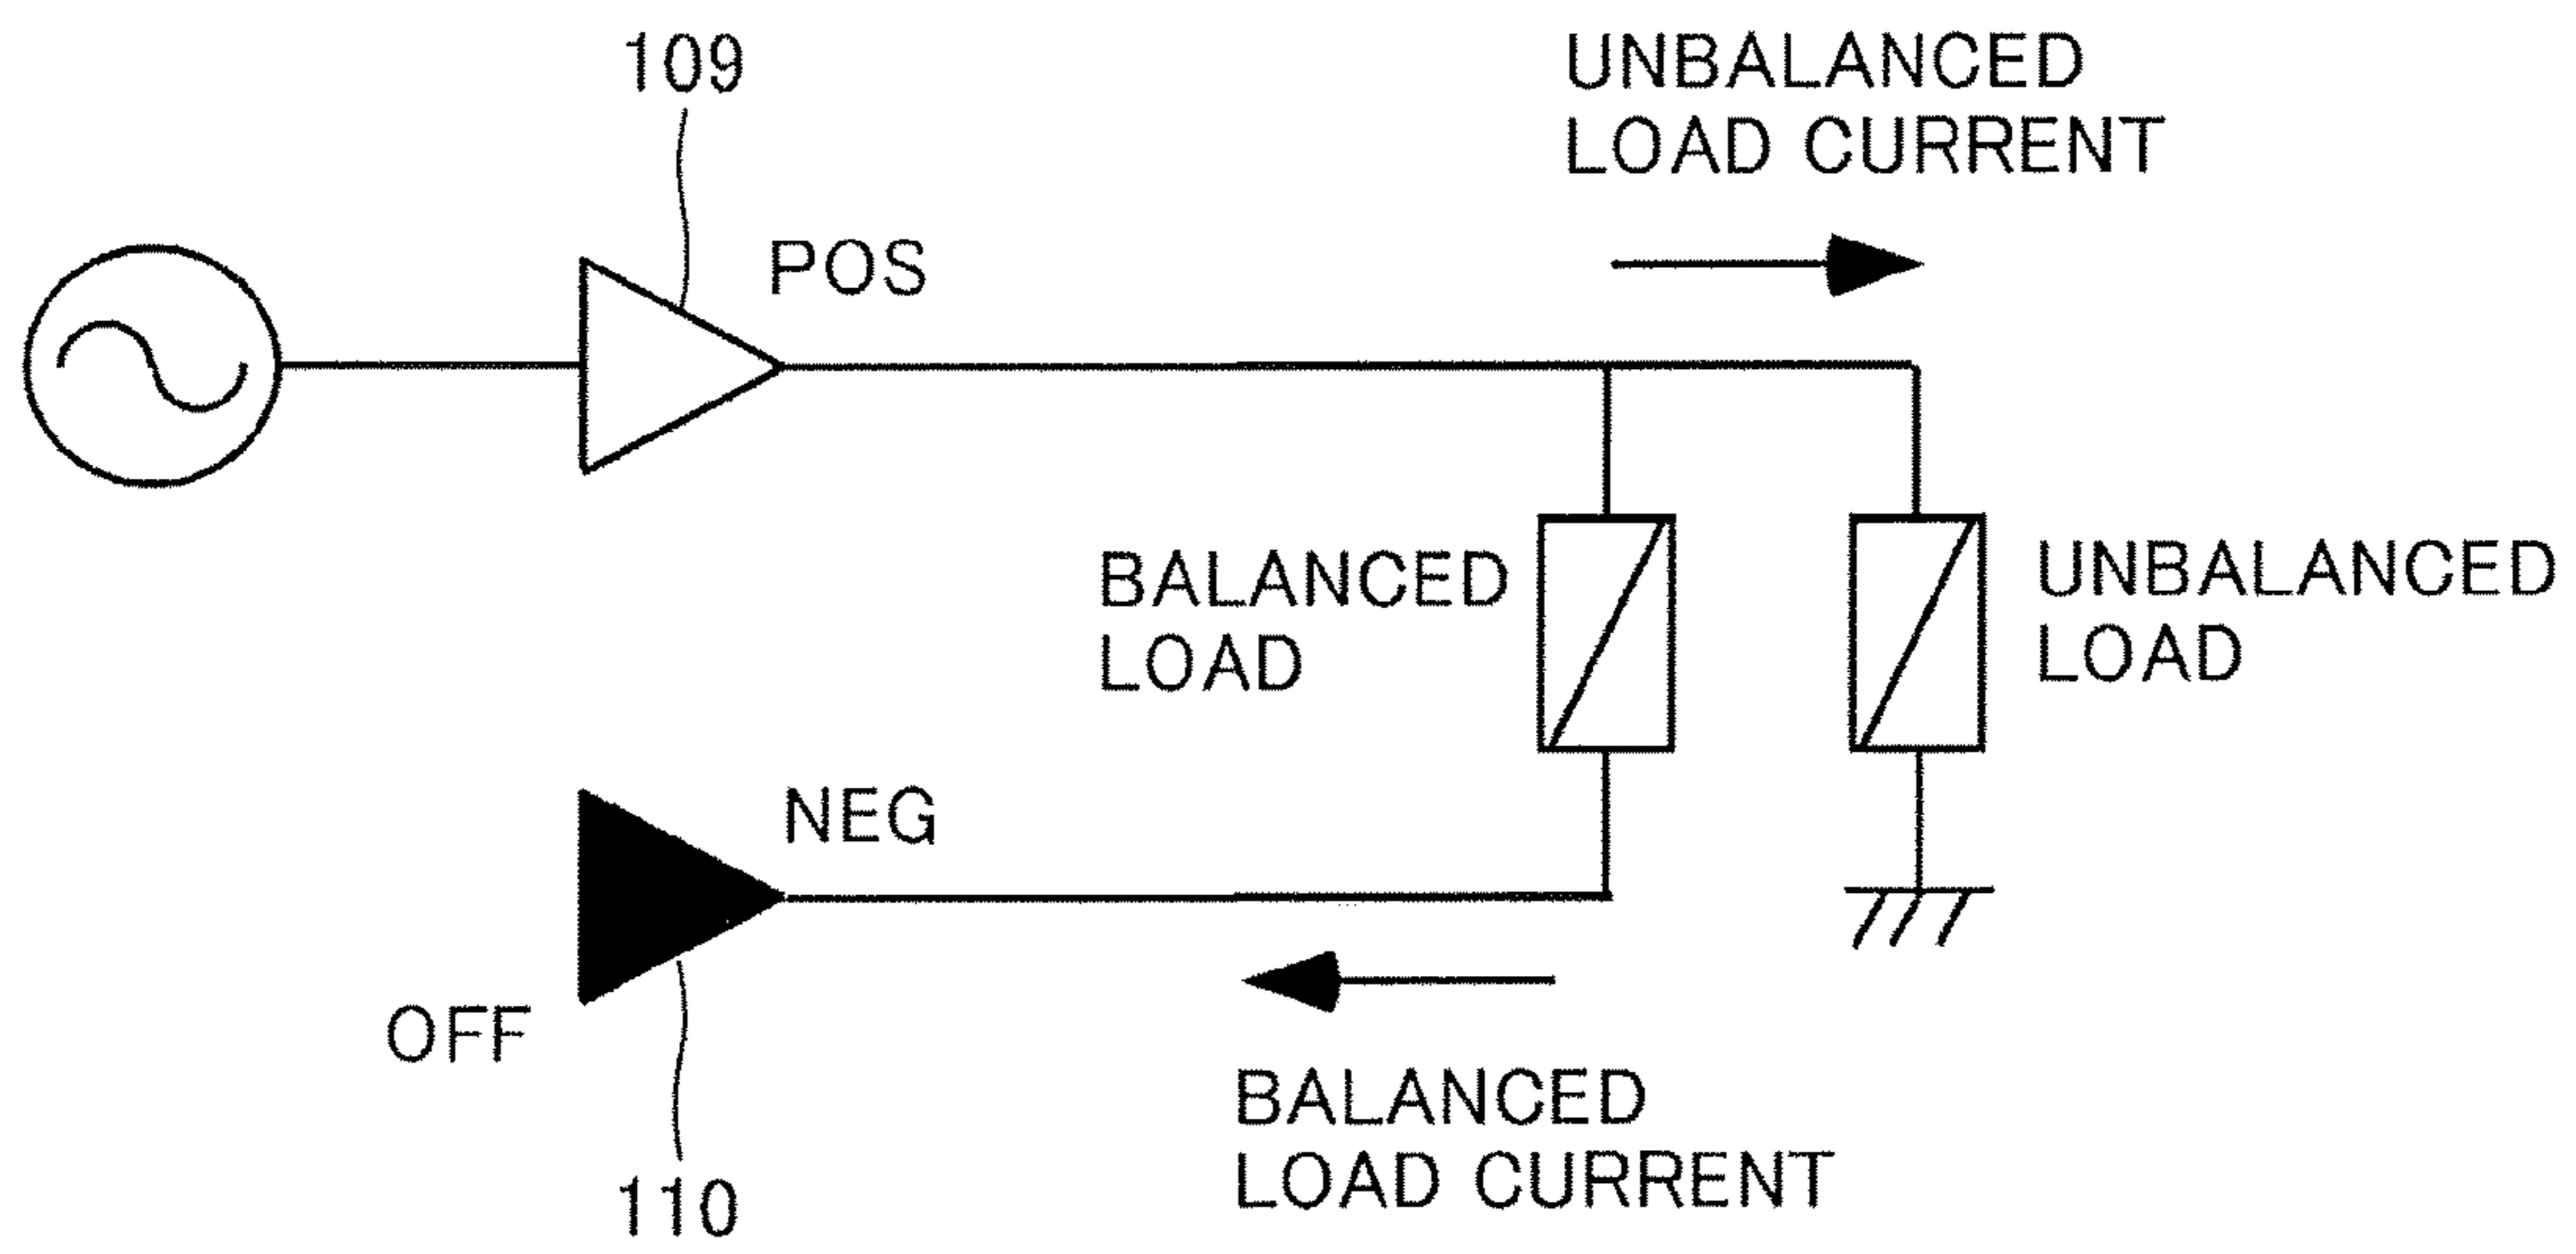 109
UNBALANCED
LOAD CURRENT
POS
BALANCED
LOAD
UNBALANCED
LOAD
NEG
OFF
BALANCED
LOAD CURRENT
110